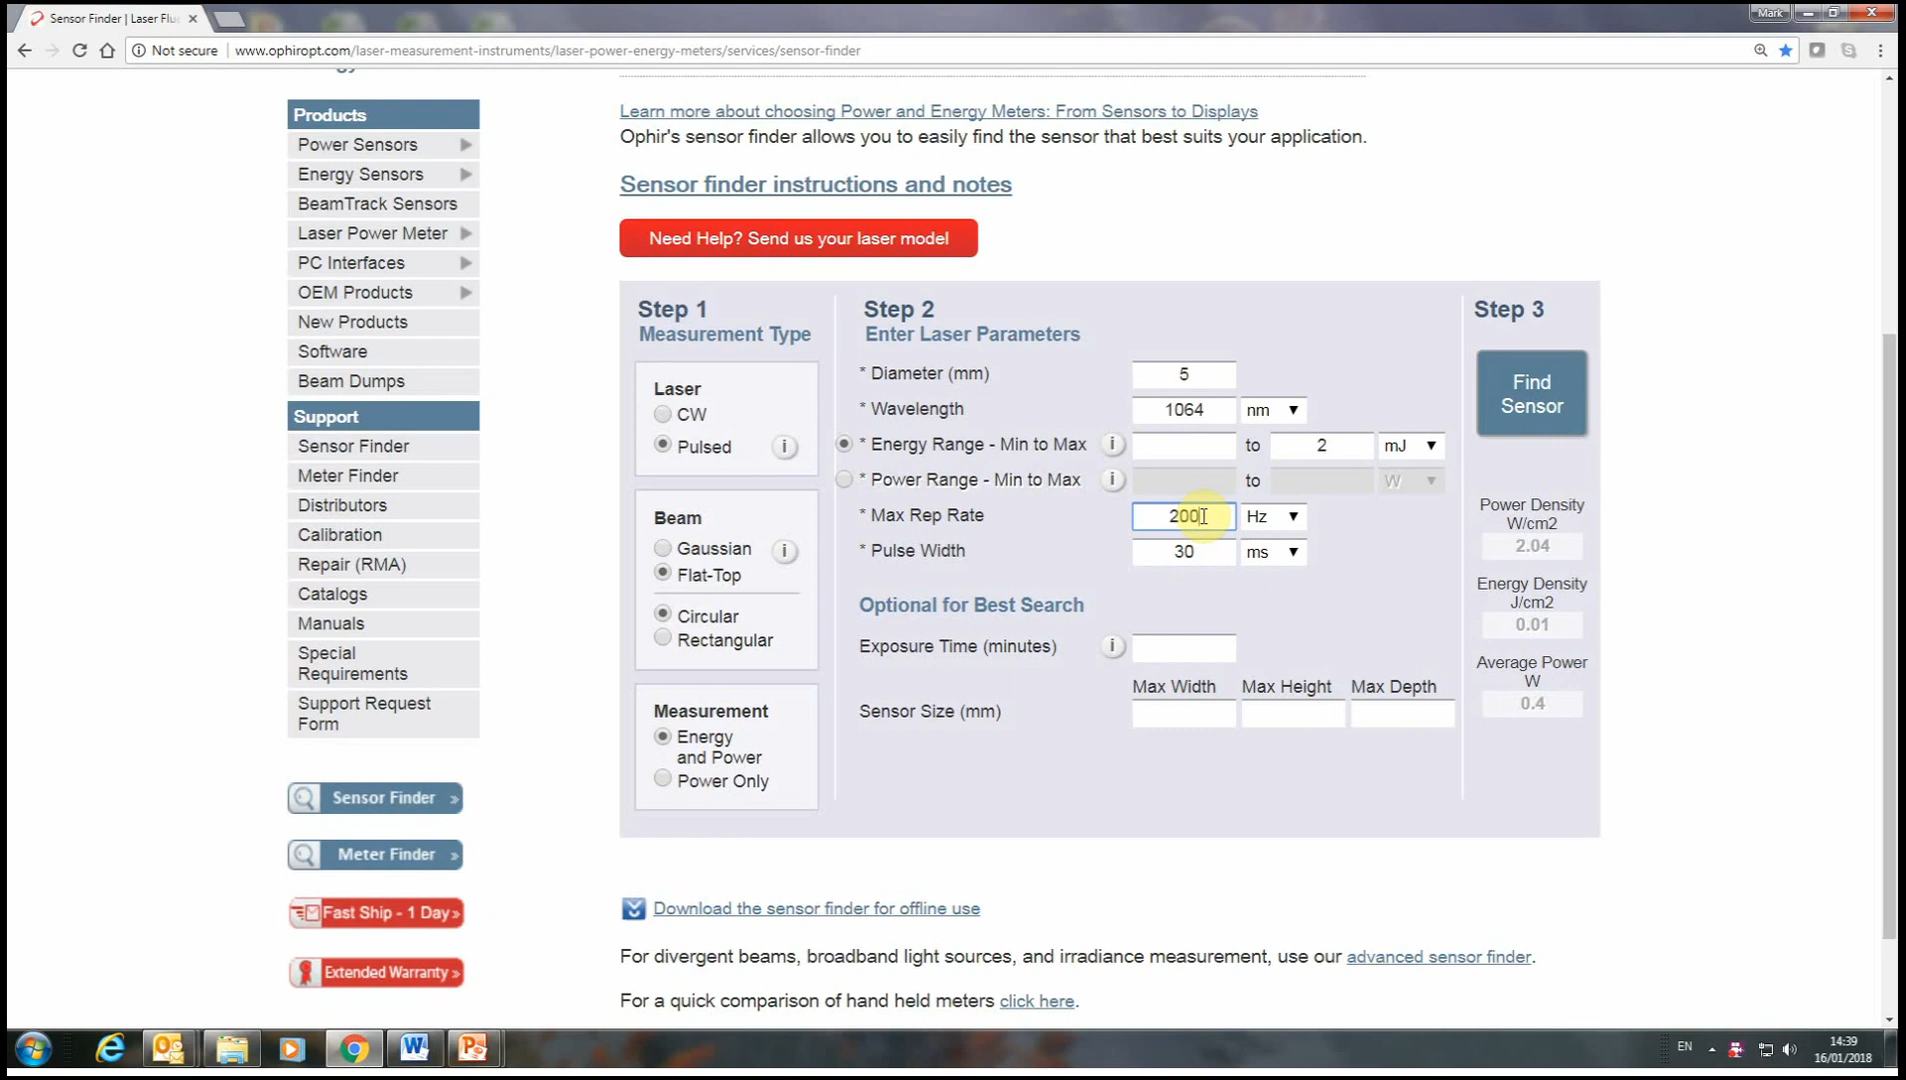 Sensor Finder | Laser Flu
Mark
Not secure
www.ophiropt.com/laser-measurement-instruments/laser-power-energy-meters/services/sensor-finder
Products
Power Sensors
Energy Sensors
BeamTrack Sensors
Laser Power Meter
PC Interfaces
OEM Products
New Products
Software
Beam Dumps
Support
Sensor Finder
Meter Finder
Distributors
Calibration
Repair (RMA)
Catalogs
Manuals
Special
Requirements
Support Request
Form
Sensor Finder »
Meter Finder »
Fast Ship - 1 Day»
Extended Warranty »
Learn more about choosing Power and Energy Meters: From Sensors to Displays
Ophir's sensor finder allows you to easily find the sensor that best suits your application.
Sensor finder instructions and notes
Need Help? Send us your laser model
Step 1
Measurement Type
Laser
CW
Pulsed i
Beam
Gaussian i
Flat-Top
Circular
Rectangular
Measurement
Energy
and Power
Power Only
Step 2
Enter Laser Parameters
* Diameter (mm) 5
* Wavelength 1064 nm
* Energy Range - Min to Max i to 2 mJ
* Power Range - Min to Max i to W
* Max Rep Rate 200 Hz
* Pulse Width 30 ms
Optional for Best Search
Exposure Time (minutes) i
Max Width Max Height Max Depth
Sensor Size (mm)
Step 3
Find
Sensor
Power Density
W/cm2
2.04
Energy Density
J/cm2
0.01
Average Power
W
0.4
Download the sensor finder for offline use
For divergent beams, broadband light sources, and irradiance measurement, use our advanced sensor finder.
For a quick comparison of hand held meters click here.
EN
14:39
16/01/2018